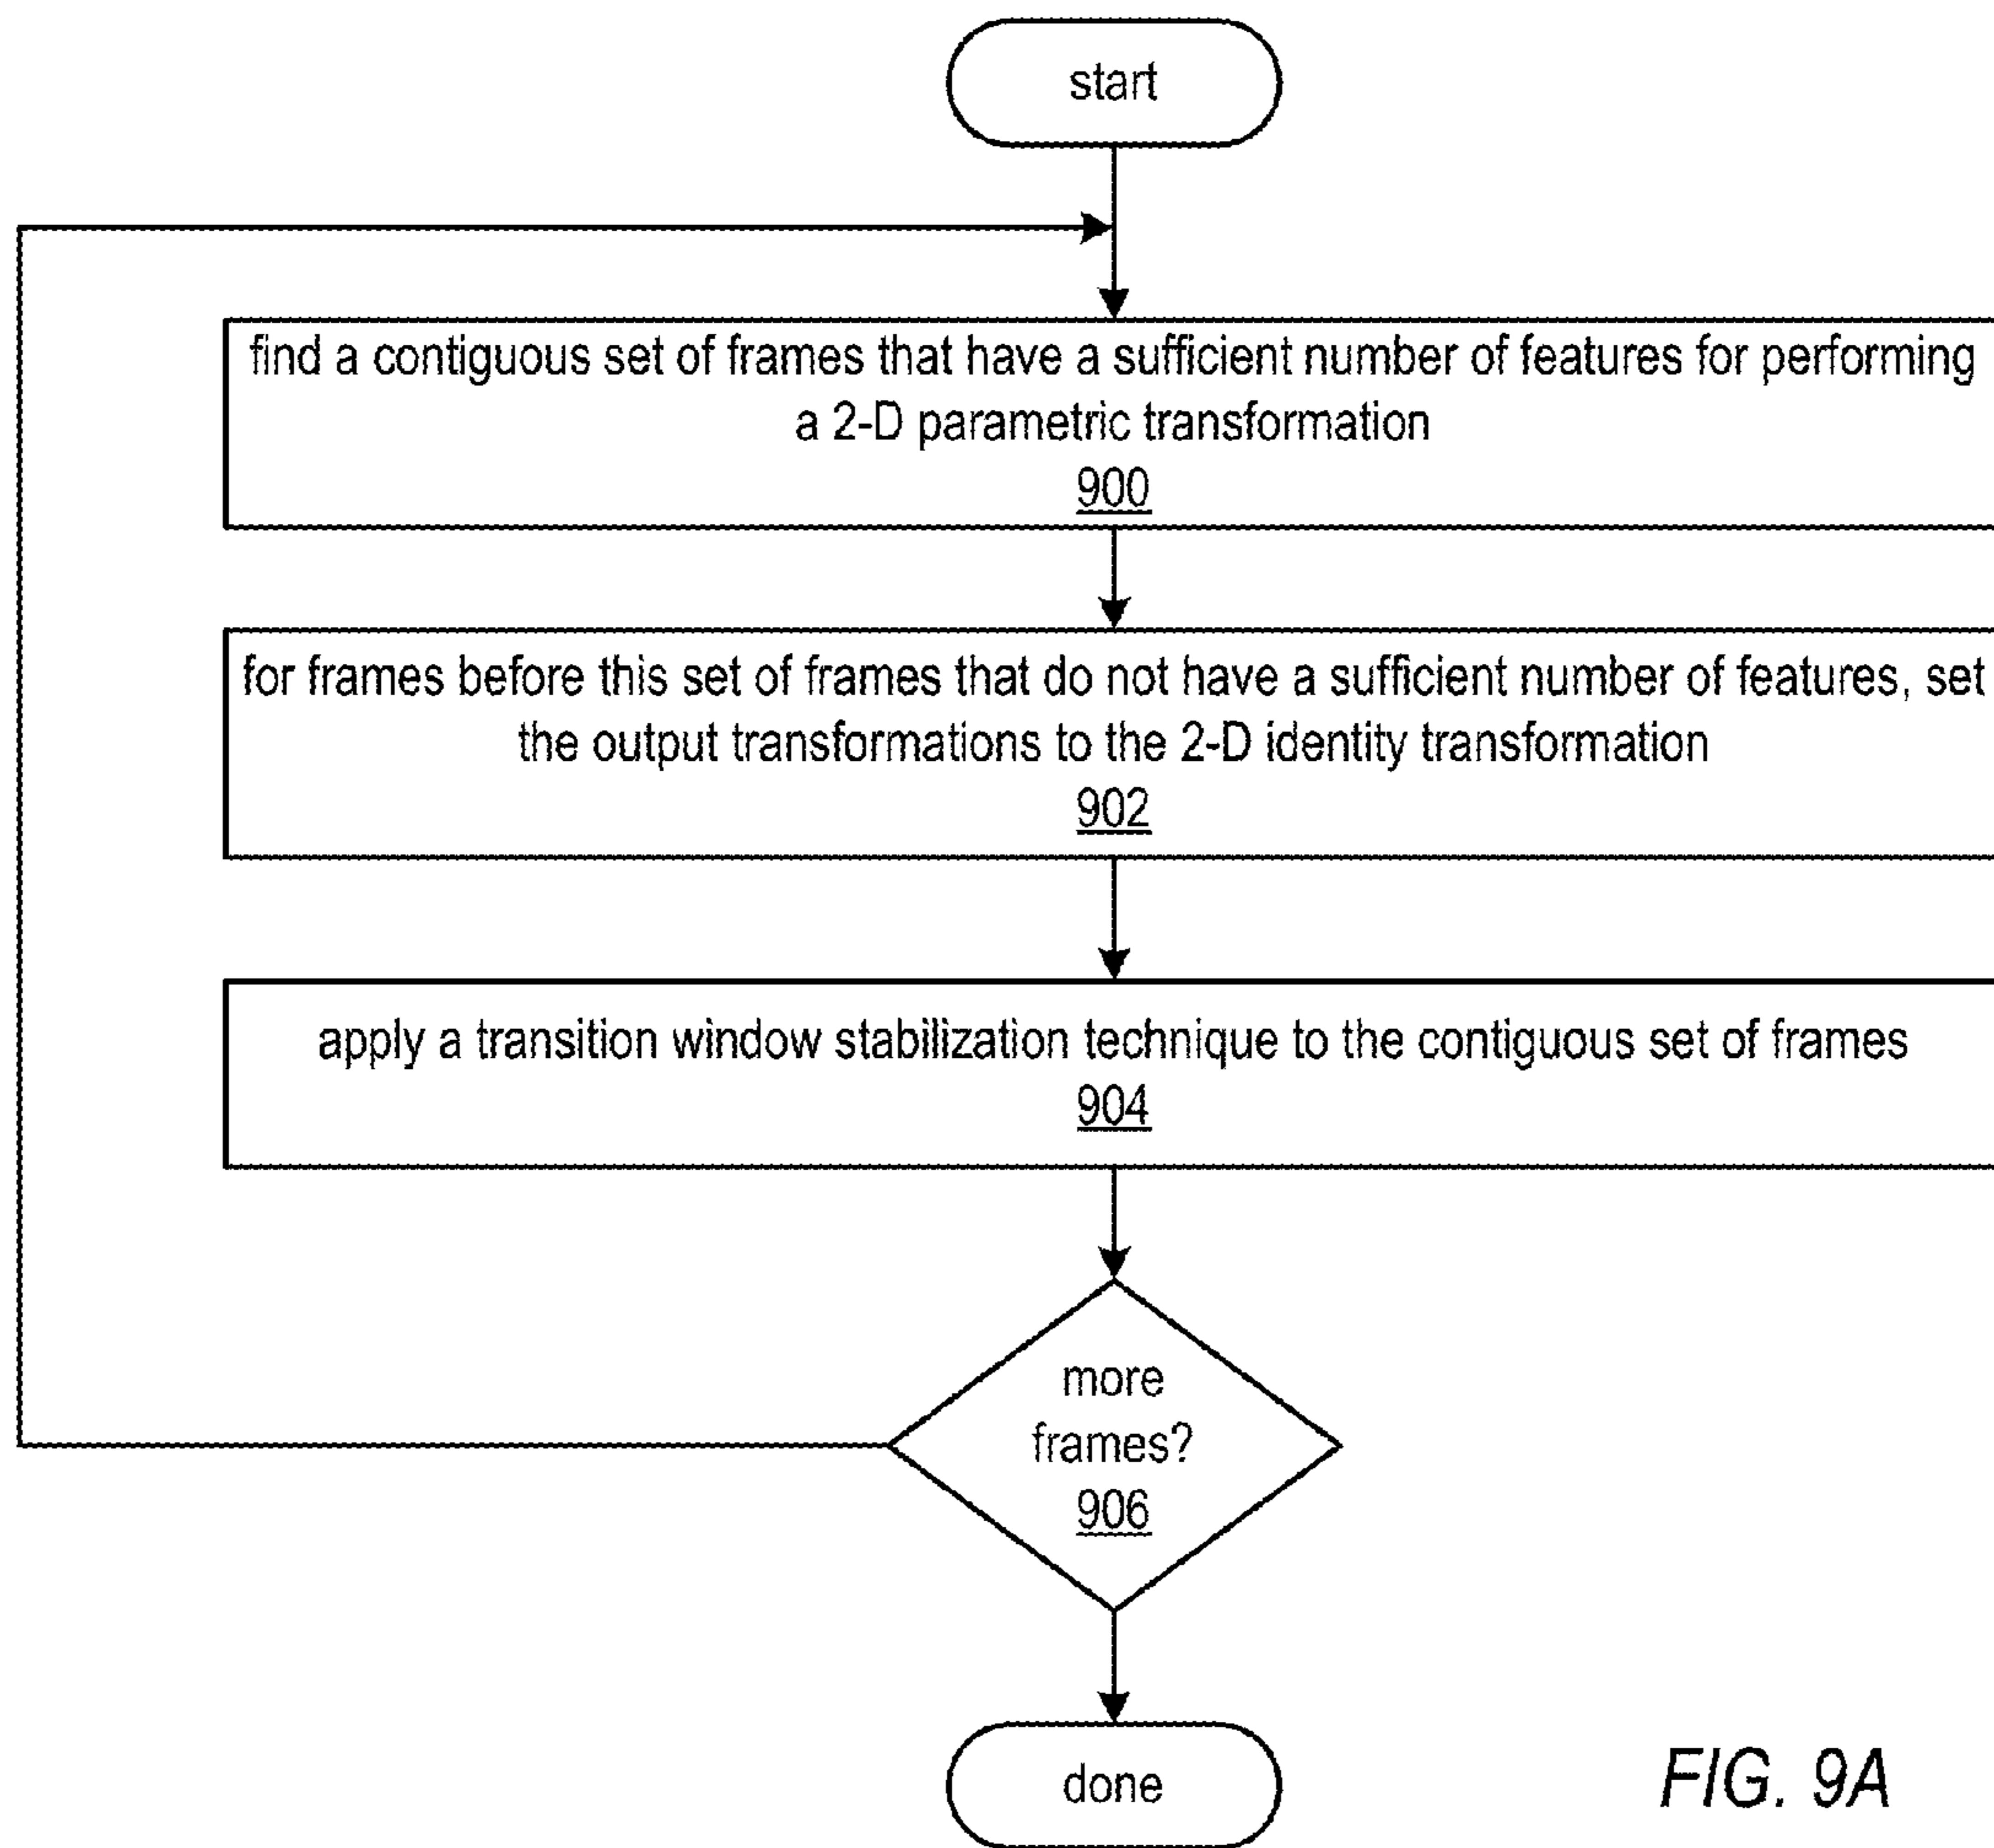 start
find a contiguous set of frames that have a sufficient number of features for performing
a 2-D parametric transformation
900
for frames before this set of frames that do not have a sufficient number of features, set
the output transformations to the 2-D identity transformation
902
apply a transition window stabilization technique to the contiguous set of frames
904
more
frames?
906
done
FIG. 9A